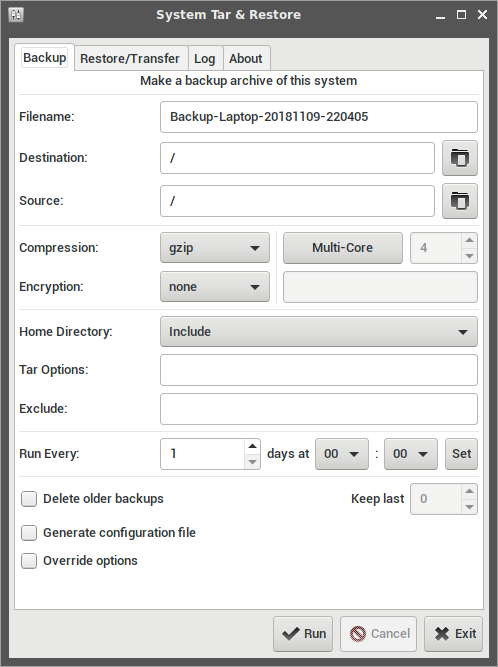 System Tar & Restore
Backup Restore/Transfer Log About
Make a backup archive of this system
Filename: Backup-Laptop-20181109-220405
Destination: /
Source: /
Compression: gzip Multi-Core 4
Encryption: none
Home Directory: Include
Tar Options:
Exclude:
Run Every: 1 days at 00 : 00 Set
Delete older backups Keep last 0
Generate configuration file
Override options
Run Cancel Exit